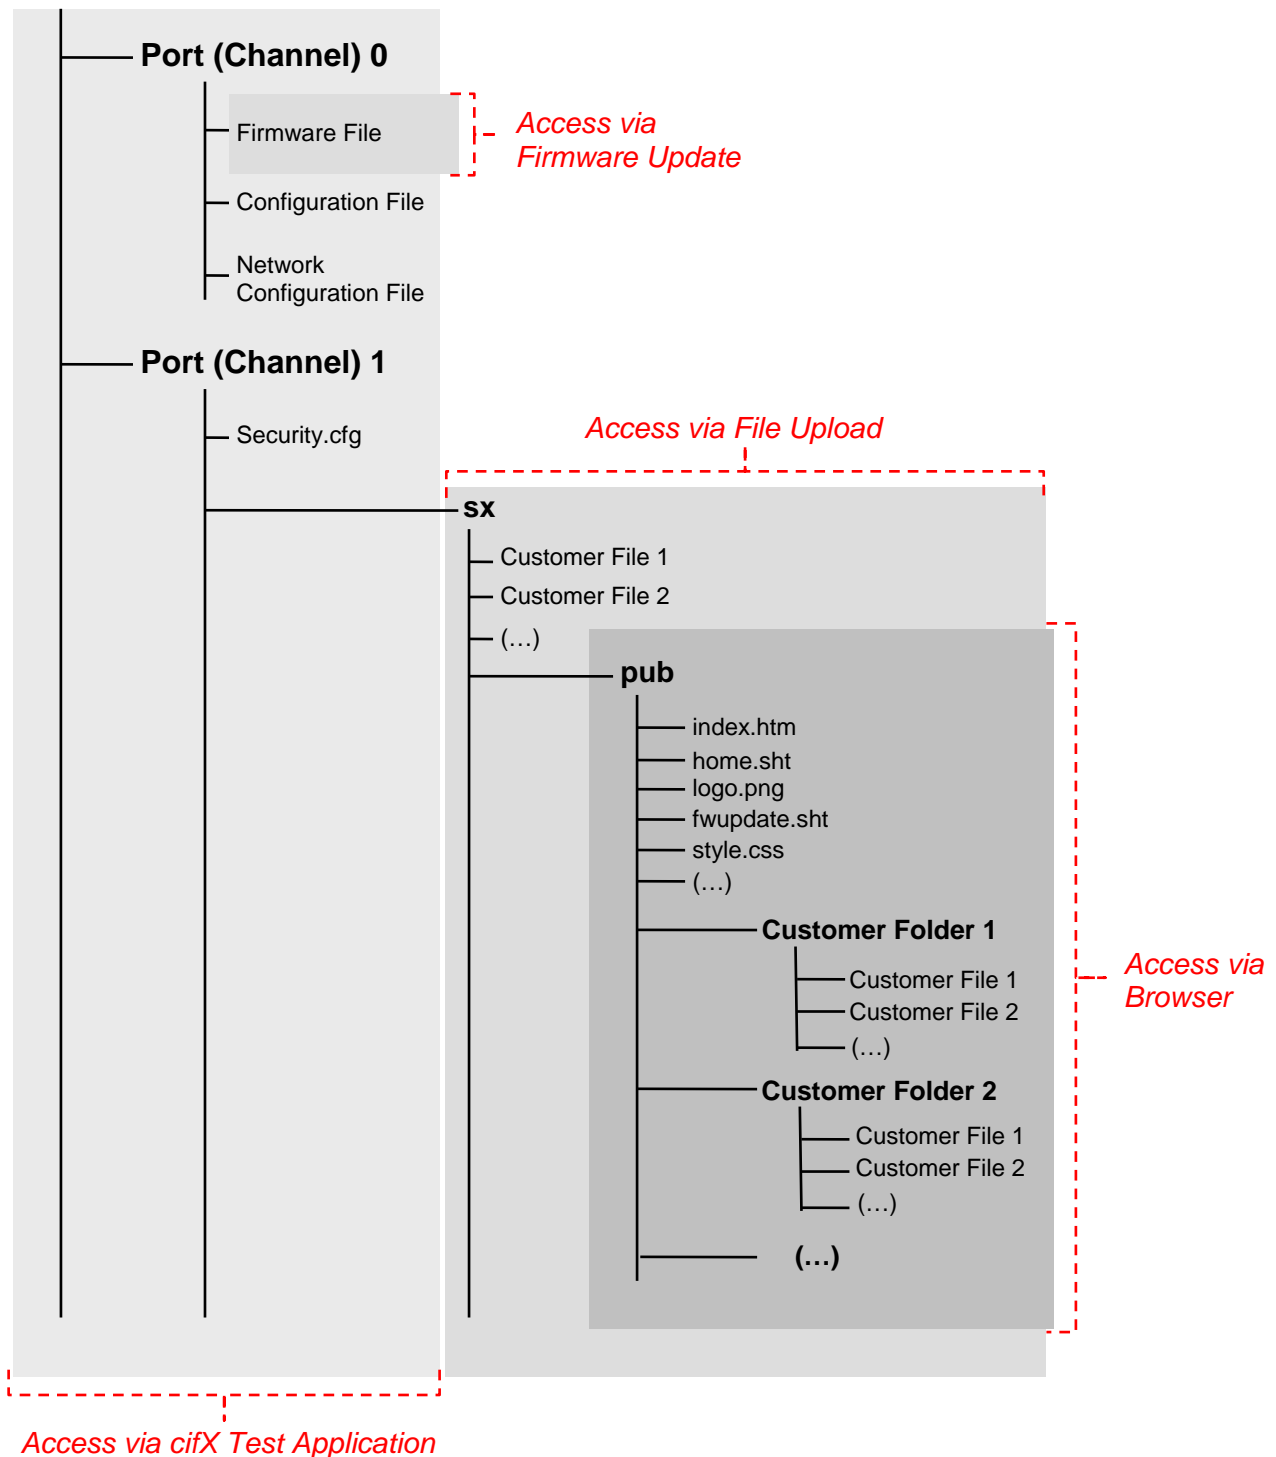 Port (Channel) 0
Firmware File
Access via
Firmware Update
Configuration File
Network
Configuration File
Port (Channel) 1
Security.cfg
Access via File Upload
sx
Customer File 1
Customer File 2
(…)
pub
index.htm
home.sht
logo.png
fwupdate.sht
style.css
(…)
Customer Folder 1
Customer File 1
Customer File 2
(…)
Access via
Browser
Customer Folder 2
Customer File 1
Customer File 2
(…)
(…)
Access via cifX Test Application